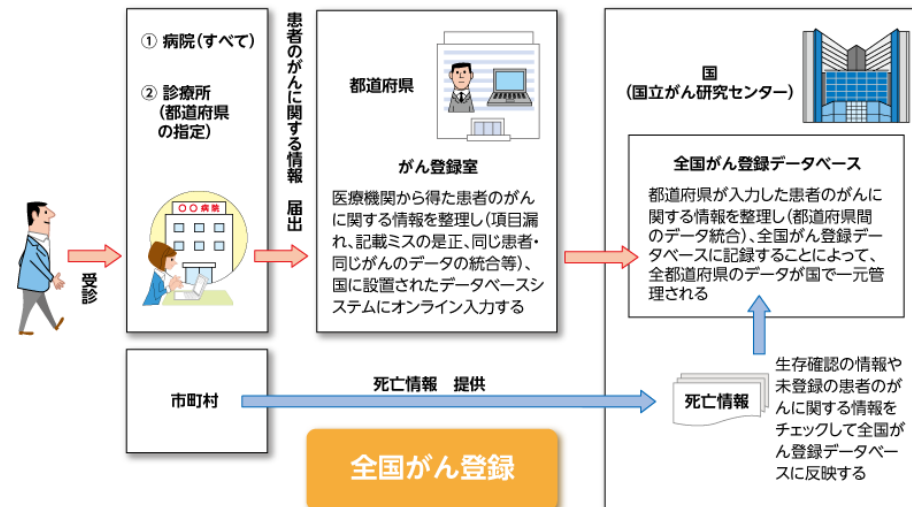 ① 病院(すべて)
② 診療所
(都道府県
の指定)
〇〇病院
受診
患者のがんに関する情報 届出
都道府県
がん登録室
医療機関から得た患者のがん
に関する情報を整理し(項目漏
れ、記載ミスの是正、同じ患者・
同じがんのデータの統合等)、
国に設置されたデータベースシ
ステムにオンライン入力する
国
(国立がん研究センター)
全国がん登録データベース
都道府県が入力した患者のがんに
関する情報を整理し(都道府県間
のデータ統合)、全国がん登録デー
タベースに記録することによって、
全都道府県のデータが国で一元管
理される
市町村
死亡情報 提供
死亡情報
生存確認の情報や
未登録の患者のが
んに関する情報を
チェックして全国が
ん登録データベー
スに反映する
全国がん登録